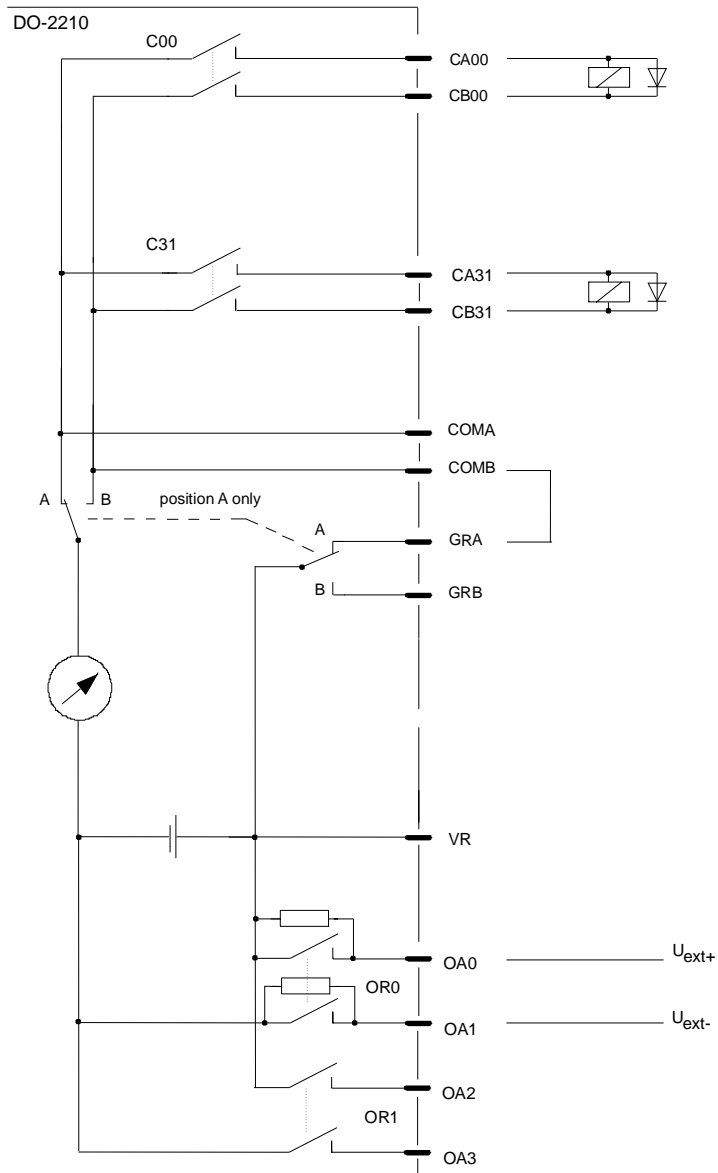 DO-2210
C00
CA00
CB00
C31
CA31
CB31
COMA
COMB
A B position A only
A
GRA
B GRB
VR
OA0 Uext+
OR0
OA1 Uext-
OA2
OR1
OA3